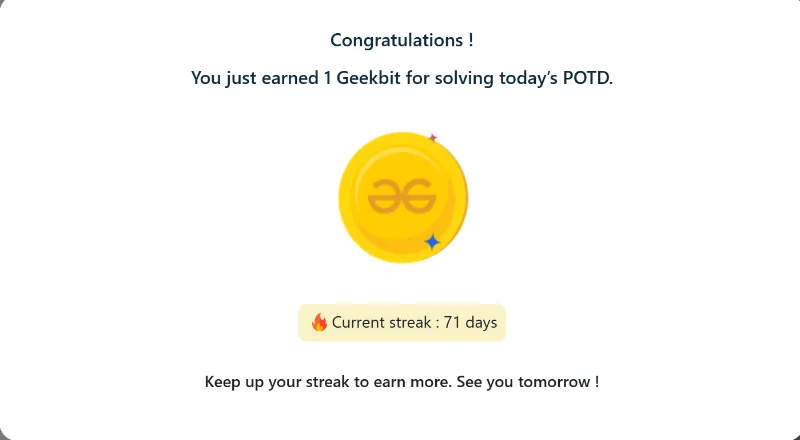 Congratulations !
You just earned 1 Geekbit for solving today's POTD.
Current streak : 71 days
Keep up your streak to earn more. See you tomorrow !